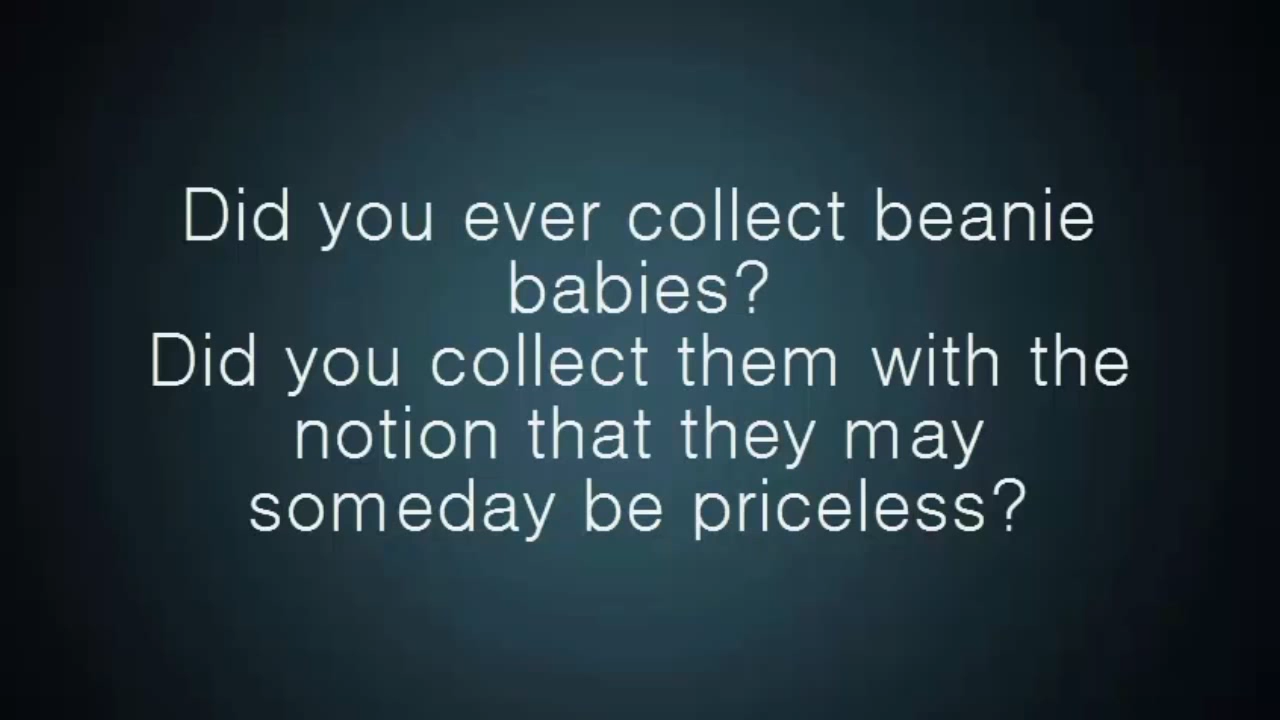 Did you ever collect beanie
babies?
Did you collect them with the
notion that they may
someday be priceless?